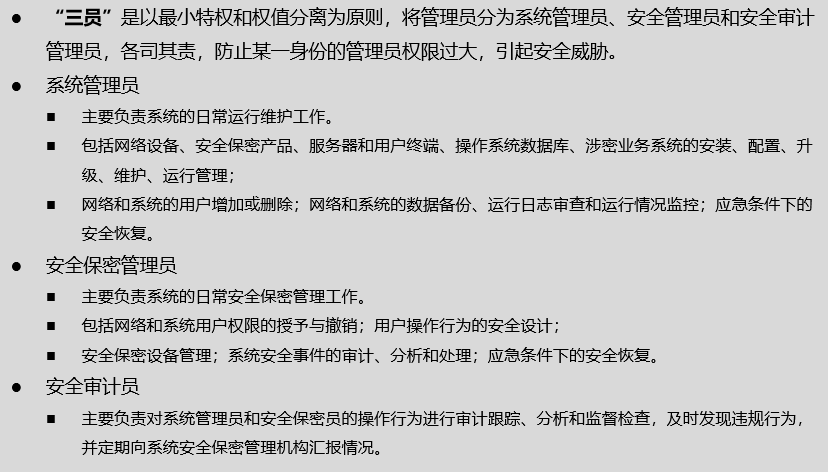 ● “三员”是以最小特权和权值分离为原则，将管理员分为系统管理员、安全管理员和安全审计
管理员，各司其责，防止某一身份的管理员权限过大，引起安全威胁。
● 系统管理员
■ 主要负责系统的日常运行维护工作。
■ 包括网络设备、安全保密产品、服务器和用户终端、操作系统数据库、涉密业务系统的安装、配置、升
级、维护、运行管理；
■ 网络和系统的用户增加或删除；网络和系统的数据备份、运行日志审查和运行情况监控；应急条件下的
安全恢复。
● 安全保密管理员
■ 主要负责系统的日常安全保密管理工作。
■ 包括网络和系统用户权限的授予与撤销；用户操作行为的安全设计；
■ 安全保密设备管理；系统安全事件的审计、分析和处理；应急条件下的安全恢复。
● 安全审计员
■ 主要负责对系统管理员和安全保密员的操作行为进行审计跟踪、分析和监督检查，及时发现违规行为，
并定期向系统安全保密管理机构汇报情况。